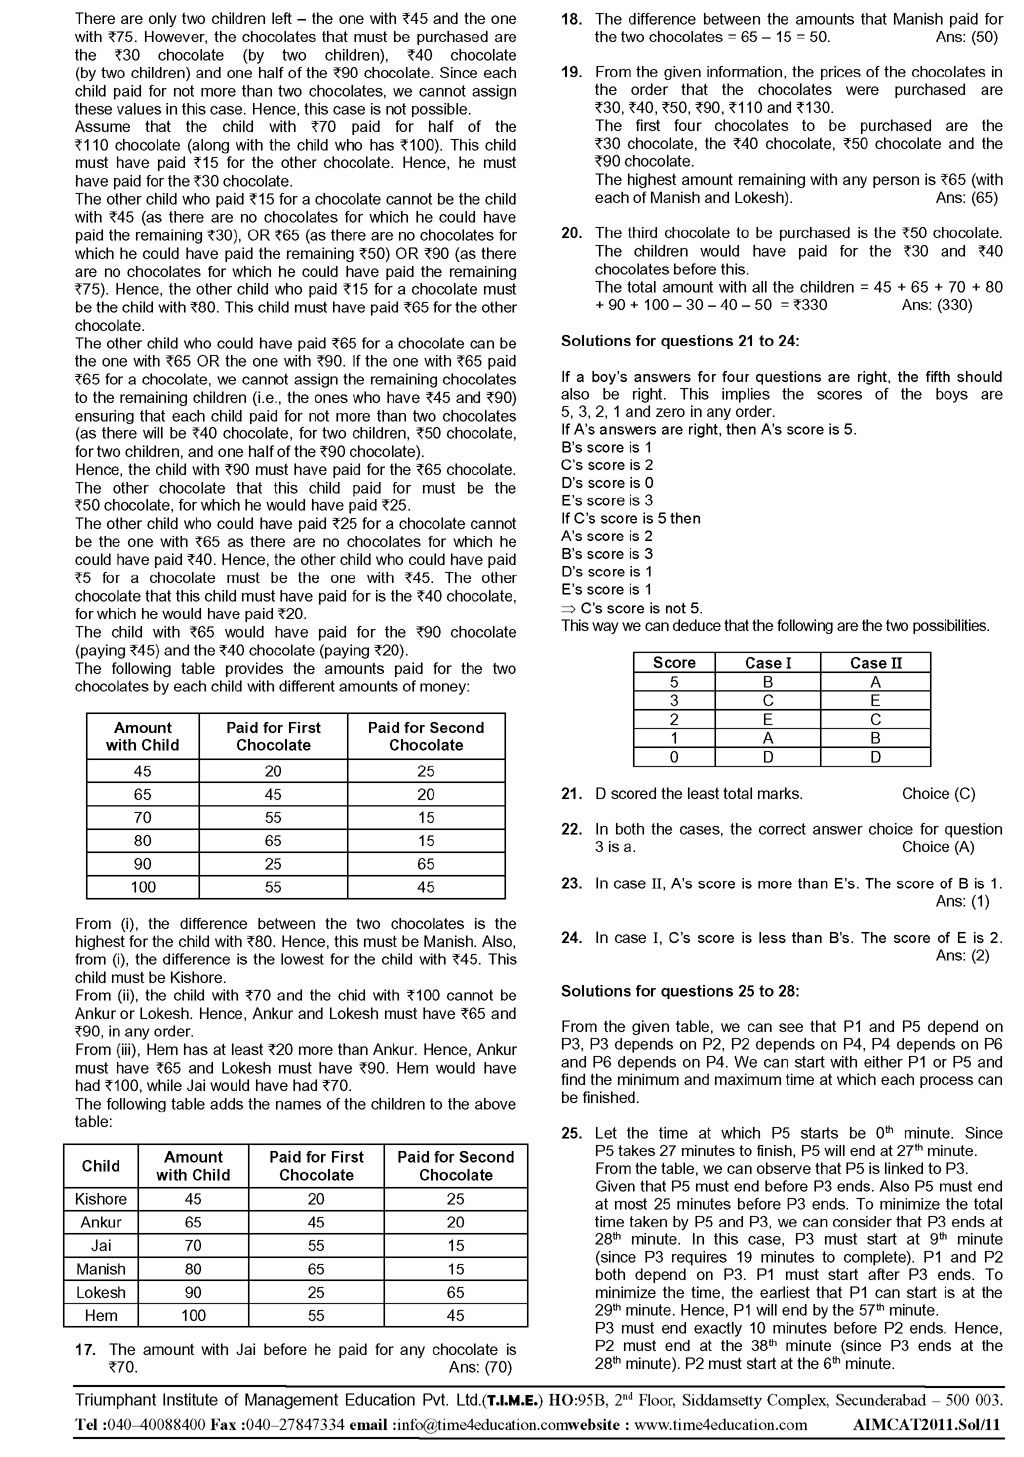 There are only two children left – the one with ₹45 and the one
with ₹75. However, the chocolates that must be purchased are
the ₹30 chocolate (by two children), ₹40 chocolate
(by two children) and one half of the ₹90 chocolate. Since each
child paid for not more than two chocolates, we cannot assign
these values in this case. Hence, this case is not possible.
Assume that the child with ₹70 paid for half of the
₹110 chocolate (along with the child who has ₹100). This child
must have paid ₹15 for the other chocolate. Hence, he must
have paid for the ₹30 chocolate.
The other child who paid ₹15 for a chocolate cannot be the child
with ₹45 (as there are no chocolates for which he could have
paid the remaining ₹30), OR ₹65 (as there are no chocolates for
which he could have paid the remaining ₹50) OR ₹90 (as there
are no chocolates for which he could have paid the remaining
₹75). Hence, the other child who paid ₹15 for a chocolate must
be the child with ₹80. This child must have paid ₹65 for the other
chocolate.
The other child who could have paid ₹65 for a chocolate can be
the one with ₹65 OR the one with ₹90. If the one with ₹65 paid
₹65 for a chocolate, we cannot assign the remaining chocolates
to the remaining children (i.e., the ones who have ₹45 and ₹90)
ensuring that each child paid for not more than two chocolates
(as there will be ₹40 chocolate, for two children, ₹50 chocolate,
for two children, and one half of the ₹90 chocolate).
Hence, the child with ₹90 must have paid for the ₹65 chocolate.
The other chocolate that this child paid for must be the
₹50 chocolate, for which he would have paid ₹25.
The other child who could have paid ₹25 for a chocolate cannot
be the one with ₹65 as there are no chocolates for which he
could have paid ₹40. Hence, the other child who could have paid
₹5 for a chocolate must be the one with ₹45. The other
chocolate that this child must have paid for is the ₹40 chocolate,
for which he would have paid ₹20.
The child with ₹65 would have paid for the ₹90 chocolate
(paying ₹45) and the ₹40 chocolate (paying ₹20).
The following table provides the amounts paid for the two
chocolates by each child with different amounts of money:
Amount with Child Paid for First Chocolate Paid for Second Chocolate
45 20 25
65 45 20
70 55 15
80 65 15
90 25 65
100 55 45
From (i), the difference between the two chocolates is the
highest for the child with ₹80. Hence, this must be Manish. Also,
from (i), the difference is the lowest for the child with ₹45. This
child must be Kishore.
From (ii), the child with ₹70 and the chid with ₹100 cannot be
Ankur or Lokesh. Hence, Ankur and Lokesh must have ₹65 and
₹90, in any order.
From (iii), Hem has at least ₹20 more than Ankur. Hence, Ankur
must have ₹65 and Lokesh must have ₹90. Hem would have
had ₹100, while Jai would have had ₹70.
The following table adds the names of the children to the above
table:
Child Amount with Child Paid for First Chocolate Paid for Second Chocolate
Kishore 45 20 25
Ankur 65 45 20
Jai 70 55 15
Manish 80 65 15
Lokesh 90 25 65
Hem 100 55 45
17. The amount with Jai before he paid for any chocolate is
₹70. Ans: (70)
18. The difference between the amounts that Manish paid for
the two chocolates = 65 – 15 = 50. Ans: (50)
19. From the given information, the prices of the chocolates in
the order that the chocolates were purchased are
₹30, ₹40, ₹50, ₹90, ₹110 and ₹130.
The first four chocolates to be purchased are the
₹30 chocolate, the ₹40 chocolate, ₹50 chocolate and the
₹90 chocolate.
The highest amount remaining with any person is ₹65 (with
each of Manish and Lokesh). Ans: (65)
20. The third chocolate to be purchased is the ₹50 chocolate.
The children would have paid for the ₹30 and ₹40
chocolates before this.
The total amount with all the children = 45 + 65 + 70 + 80
+ 90 + 100 – 30 – 40 – 50 = ₹330 Ans: (330)
Solutions for questions 21 to 24:
If a boy's answers for four questions are right, the fifth should
also be right. This implies the scores of the boys are
5, 3, 2, 1 and zero in any order.
If A's answers are right, then A's score is 5.
B's score is 1
C's score is 2
D's score is 0
E's score is 3
If C's score is 5 then
A's score is 2
B's score is 3
D's score is 1
E's score is 1
⇒ C's score is not 5.
This way we can deduce that the following are the two possibilities.
Score Case I Case II
5 B A
3 C E
2 E C
1 A B
0 D D
21. D scored the least total marks. Choice (C)
22. In both the cases, the correct answer choice for question
3 is a. Choice (A)
23. In case II, A's score is more than E's. The score of B is 1.
Ans: (1)
24. In case I, C's score is less than B's. The score of E is 2.
Ans: (2)
Solutions for questions 25 to 28:
From the given table, we can see that P1 and P5 depend on
P3, P3 depends on P2, P2 depends on P4, P4 depends on P6
and P6 depends on P4. We can start with either P1 or P5 and
find the minimum and maximum time at which each process can
be finished.
25. Let the time at which P5 starts be 0th minute. Since
P5 takes 27 minutes to finish, P5 will end at 27th minute.
From the table, we can observe that P5 is linked to P3.
Given that P5 must end before P3 ends. Also P5 must end
at most 25 minutes before P3 ends. To minimize the total
time taken by P5 and P3, we can consider that P3 ends at
28th minute. In this case, P3 must start at 9th minute
(since P3 requires 19 minutes to complete). P1 and P2
both depend on P3. P1 must start after P3 ends. To
minimize the time, the earliest that P1 can start is at the
29th minute. Hence, P1 will end by the 57th minute.
P3 must end exactly 10 minutes before P2 ends. Hence,
P2 must end at the 38th minute (since P3 ends at the
28th minute). P2 must start at the 6th minute.
Triumphant Institute of Management Education Pvt. Ltd.(T.I.M.E.) HO:95B, 2nd Floor, Siddamsetty Complex, Secunderabad – 500 003.
Tel :040–40088400 Fax :040–27847334 email :info@time4education.comwebsite : www.time4education.com AIMCAT2011.Sol/11